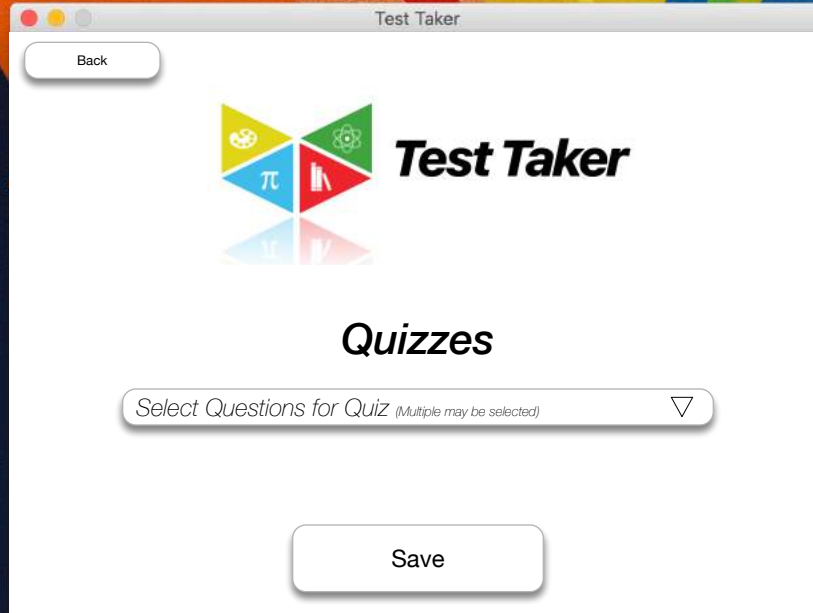 Test Taker
Back
π
Test Taker
Quizzes
Select Questions for Quiz (Multiple may be selected)
Save